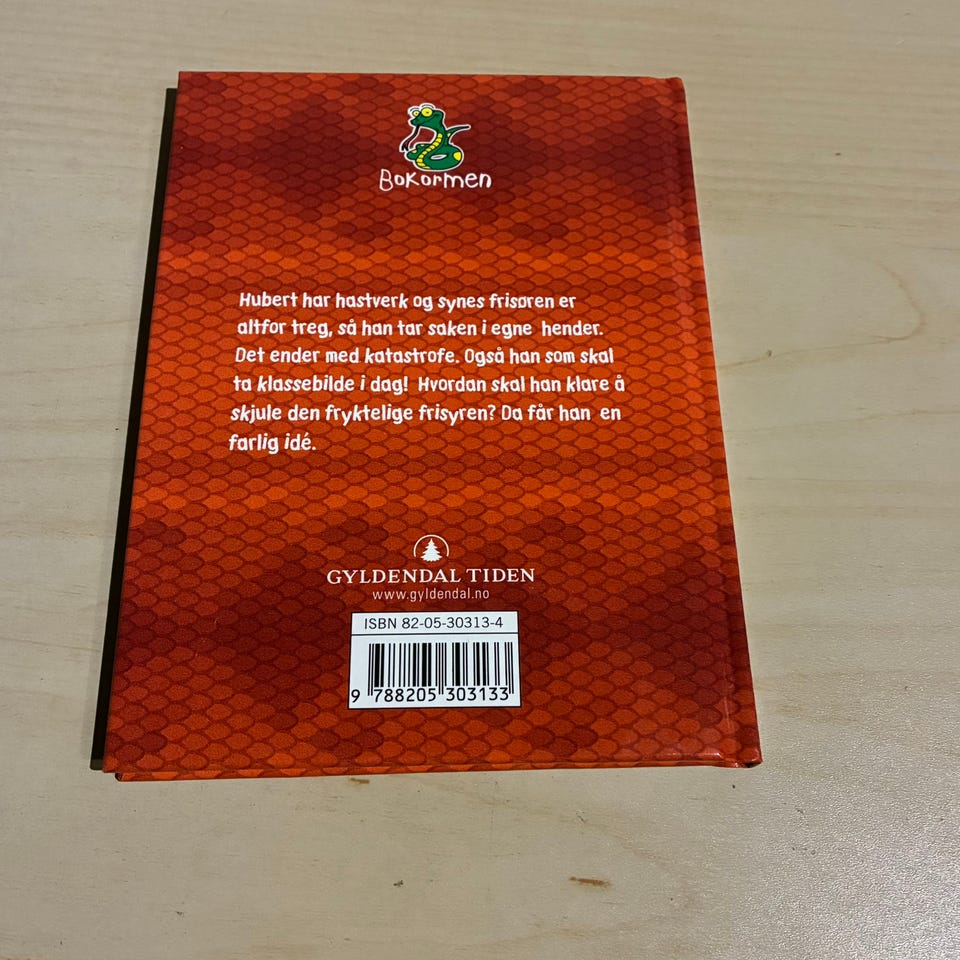 Bokormen
Hubert har hastverk og synes frisøren er
altfor treg, så han tar saken i egne hender.
Det ender med katastrofe. Også han som skal
ta klassebilde i dag! Hvordan skal han klare å
skjule den fryktelige frisyren? Da får han en
farlig idé.
GYLDENDAL TIDEN
www.gyldendal.no
ISBN 82-05-30313-4
9 788205 303133